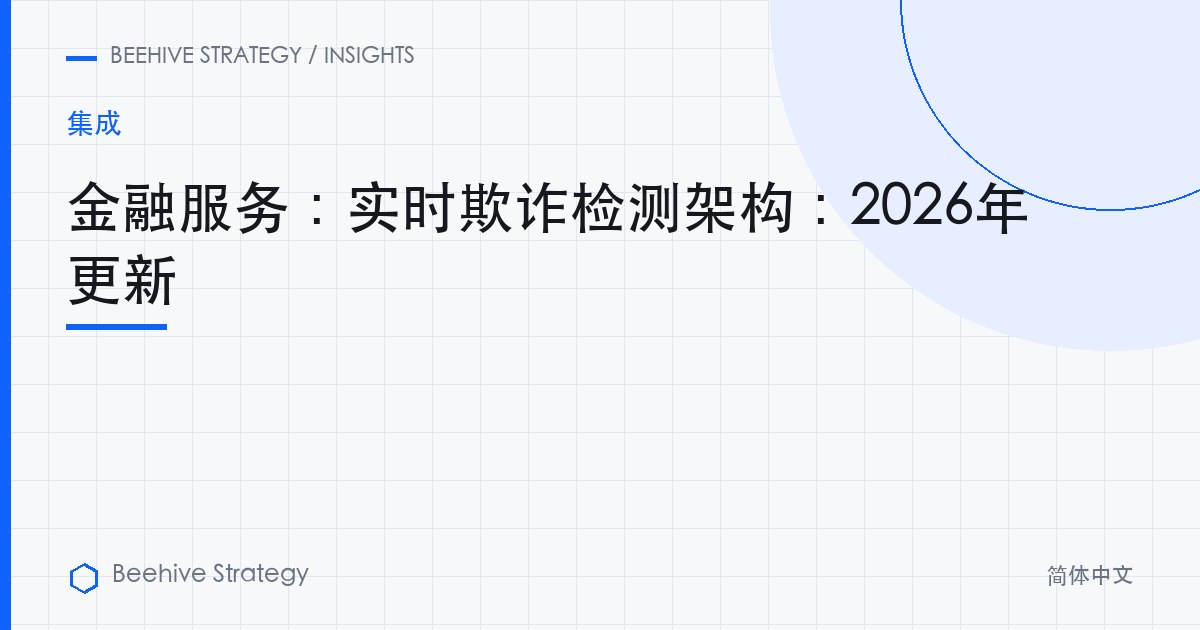 BEEHIVE STRATEGY / INSIGHTS
集成
金融服务：实时欺诈检测架构：2026年
更新
Beehive Strategy
简体中文